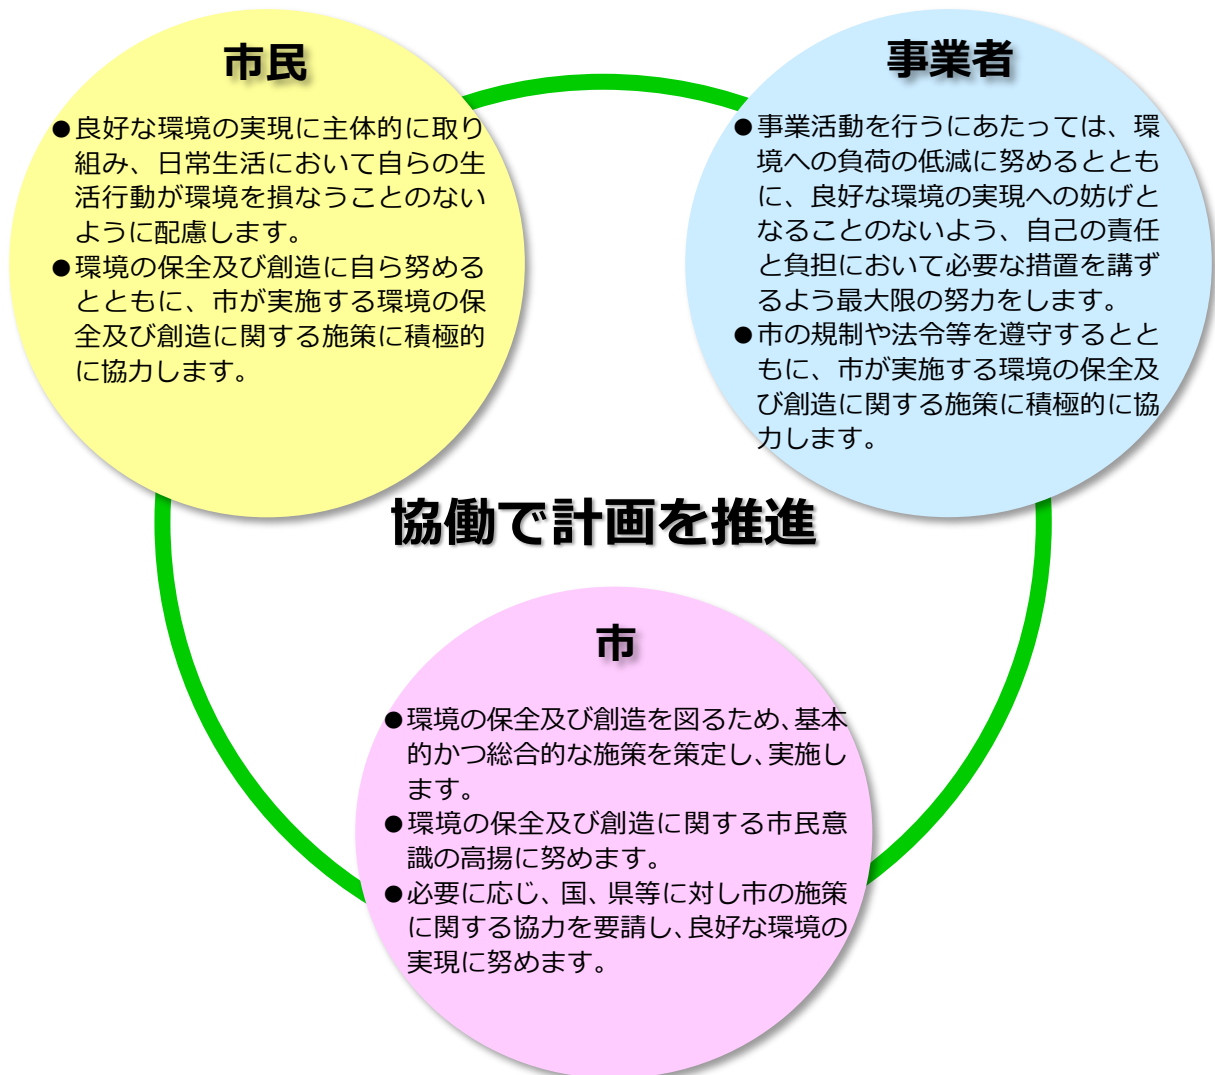 市民
●良好な環境の実現に主体的に取り
組み、日常生活において自らの生
活行動が環境を損なうことのない
ように配慮します。
●環境の保全及び創造に自ら努める
とともに、市が実施する環境の保
全及び創造に関する施策に積極的
に協力します。
事業者
●事業活動を行うにあたっては、環
境への負荷の低減に努めるととも
に、良好な環境の実現への妨げと
なることのないよう、自己の責任
と負担において必要な措置を講ず
るよう最大限の努力をします。
●市の規制や法令等を遵守するとと
もに、市が実施する環境の保全及
び創造に関する施策に積極的に協
力します。
協働で計画を推進
市
●環境の保全及び創造を図るため、基本
的かつ総合的な施策を策定し、実施し
ます。
●環境の保全及び創造に関する市民意
識の高揚に努めます。
●必要に応じ、国、県等に対し市の施策
に関する協力を要請し、良好な環境の
実現に努めます。